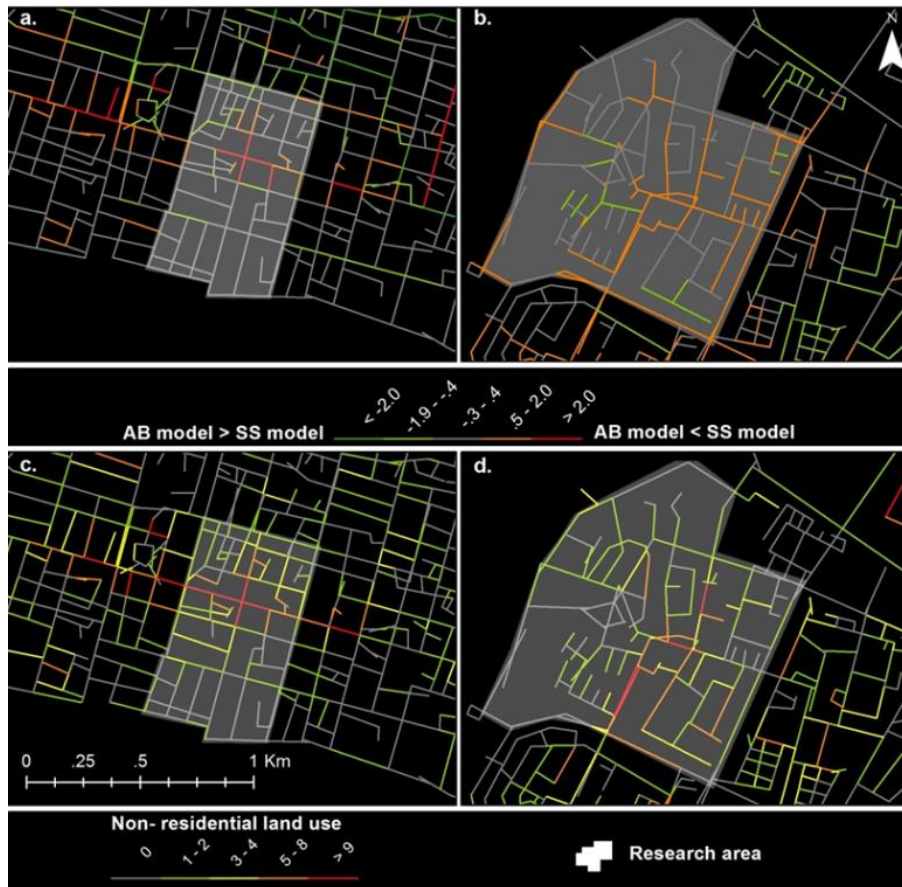 a.
b.
N
< -2.0
-1.9 - -.4
-.3 - .4
.5 - 2.0
> 2.0
AB model > SS model
AB model < SS model
c.
d.
0 .25 .5 1 Km
Non- residential land use
0
1 - 2
3 - 4
5 - 8
> 9
Research area